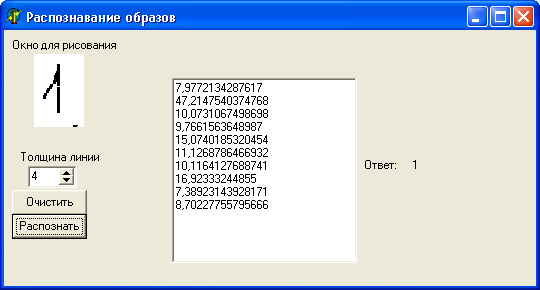 Распознавание образов
Окно для рисования
1
Толщина линии
4
Очистить
Распознать
7,9772134287617
47,2147540374768
10,0731067498698
9,7661563648987
15,0740185320454
11,1268786466932
10,1164127688741
16,92333244855
7,38923143928171
8,70227755795666
Ответ: 1